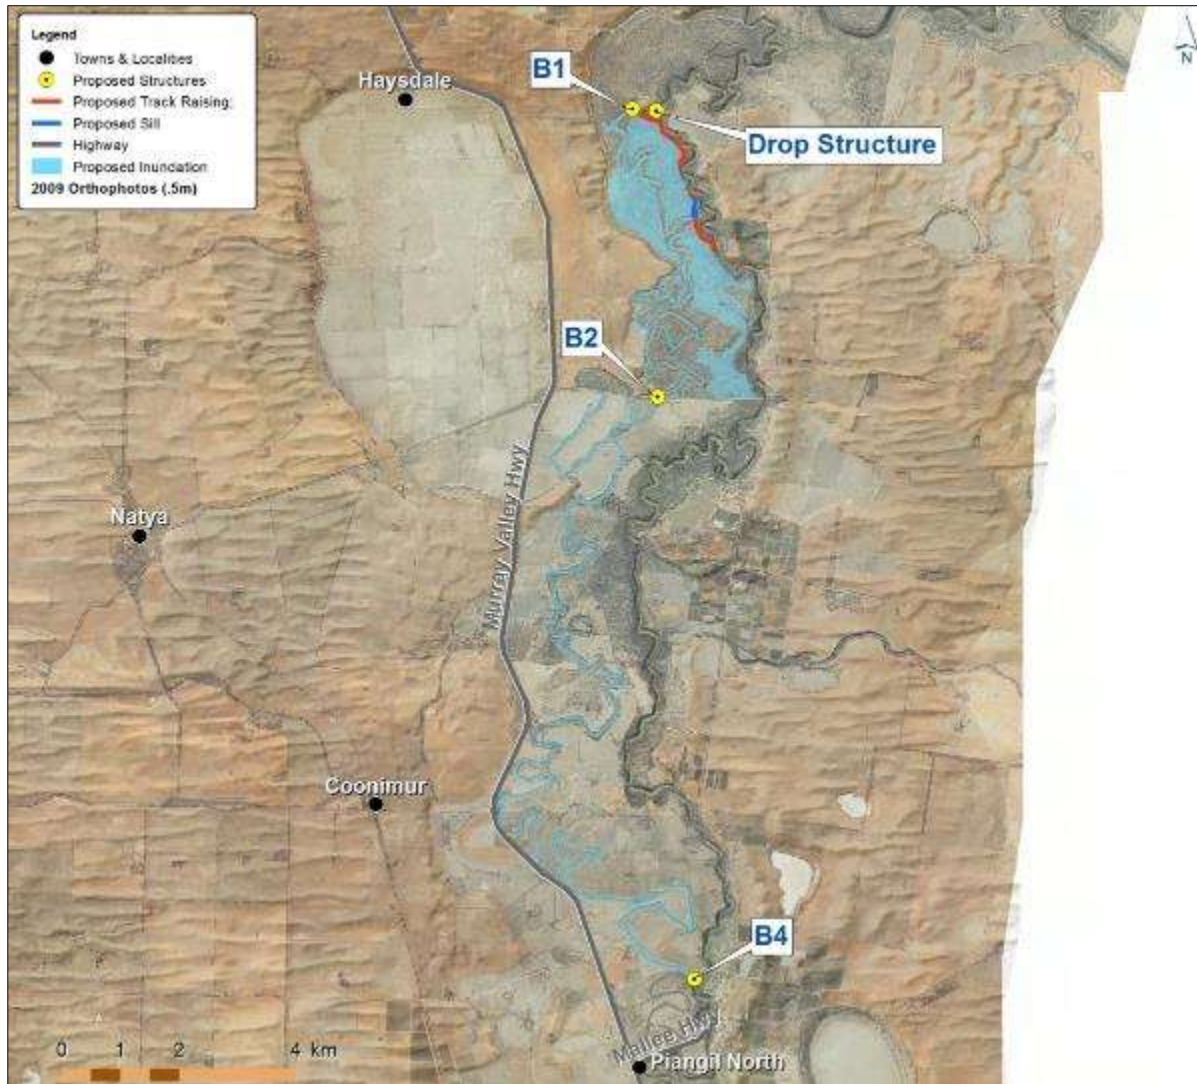 Legend
Towns & Localities
Proposed Structures
Proposed Track Raising:
Proposed Sill
Highway
Proposed Inundation
2009 Orthophotos (.5m)
N
Haysdale
B1
Drop Structure
B2
Murray Valley Hwy
Natya
Coonimur
B4
Mallee Hwy
Piangil North
0 1 2 4 km